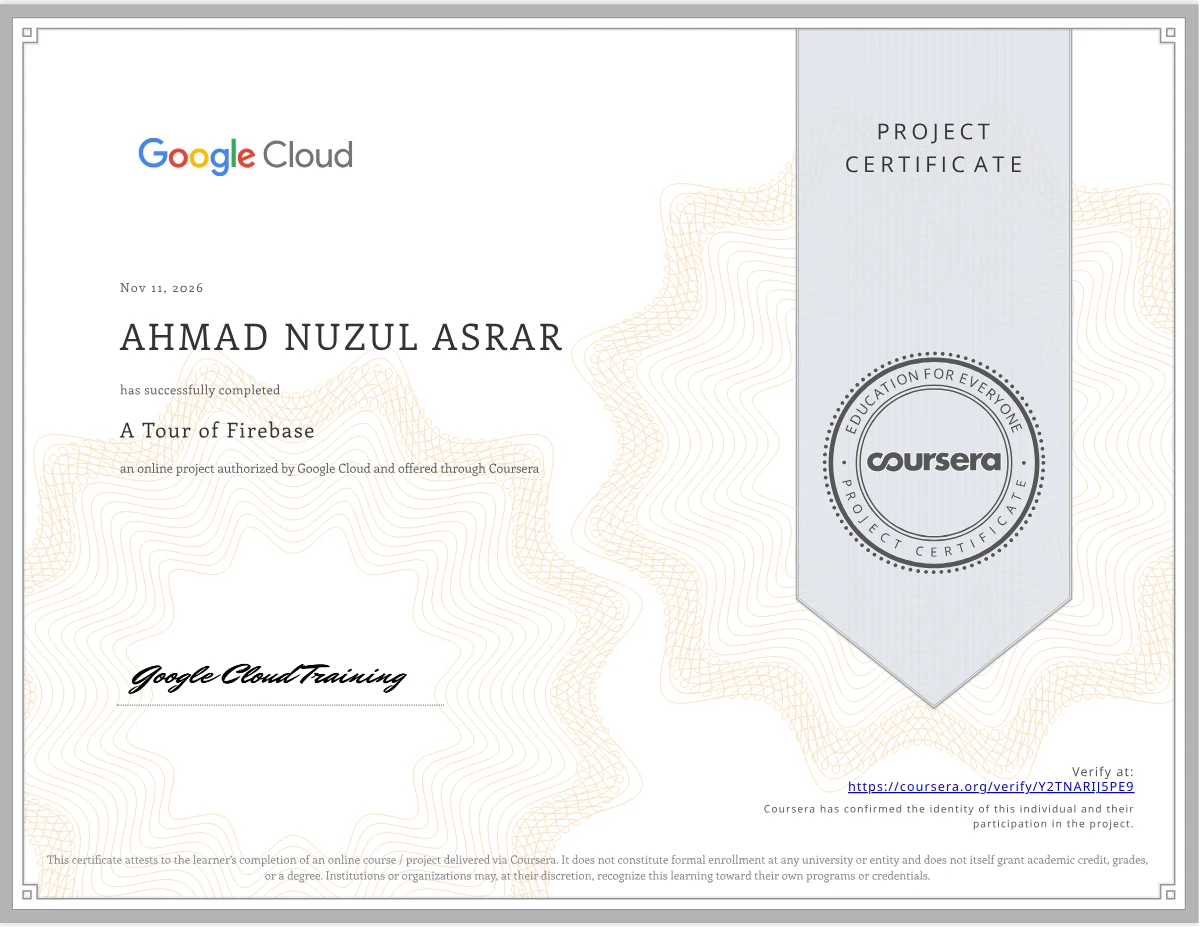 Google Cloud
PROJECT
CERTIFICATE
Nov 11, 2026
AHMAD NUZUL ASRAR
has successfully completed
A Tour of Firebase
an online project authorized by Google Cloud and offered through Coursera
EDUCATION FOR EVERYONE
coursera
PROJECT CERTIFICATE
Google Cloud Training
Verify at:
https://coursera.org/verify/Y2TNARIJ5PE9
Coursera has confirmed the identity of this individual and their
participation in the project.
This certificate attests to the learner's completion of an online course / project delivered via Coursera. It does not constitute formal enrollment at any university or entity and does not itself grant academic credit, grades,
or a degree. Institutions or organizations may, at their discretion, recognize this learning toward their own programs or credentials.